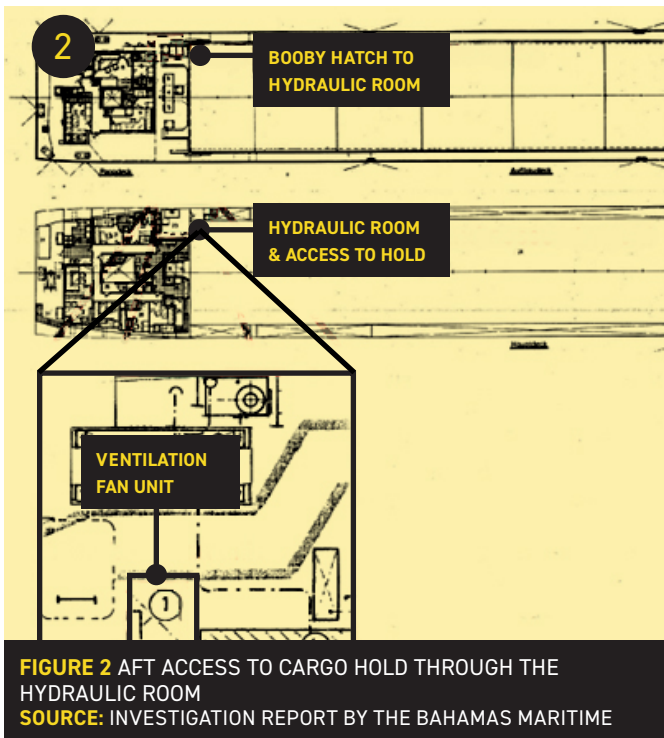 2
BOOBY HATCH TO
HYDRAULIC ROOM
HYDRAULIC ROOM
& ACCESS TO HOLD
VENTILATION
FAN UNIT
1
FIGURE 2 AFT ACCESS TO CARGO HOLD THROUGH THE
HYDRAULIC ROOM
SOURCE: INVESTIGATION REPORT BY THE BAHAMAS MARITIME